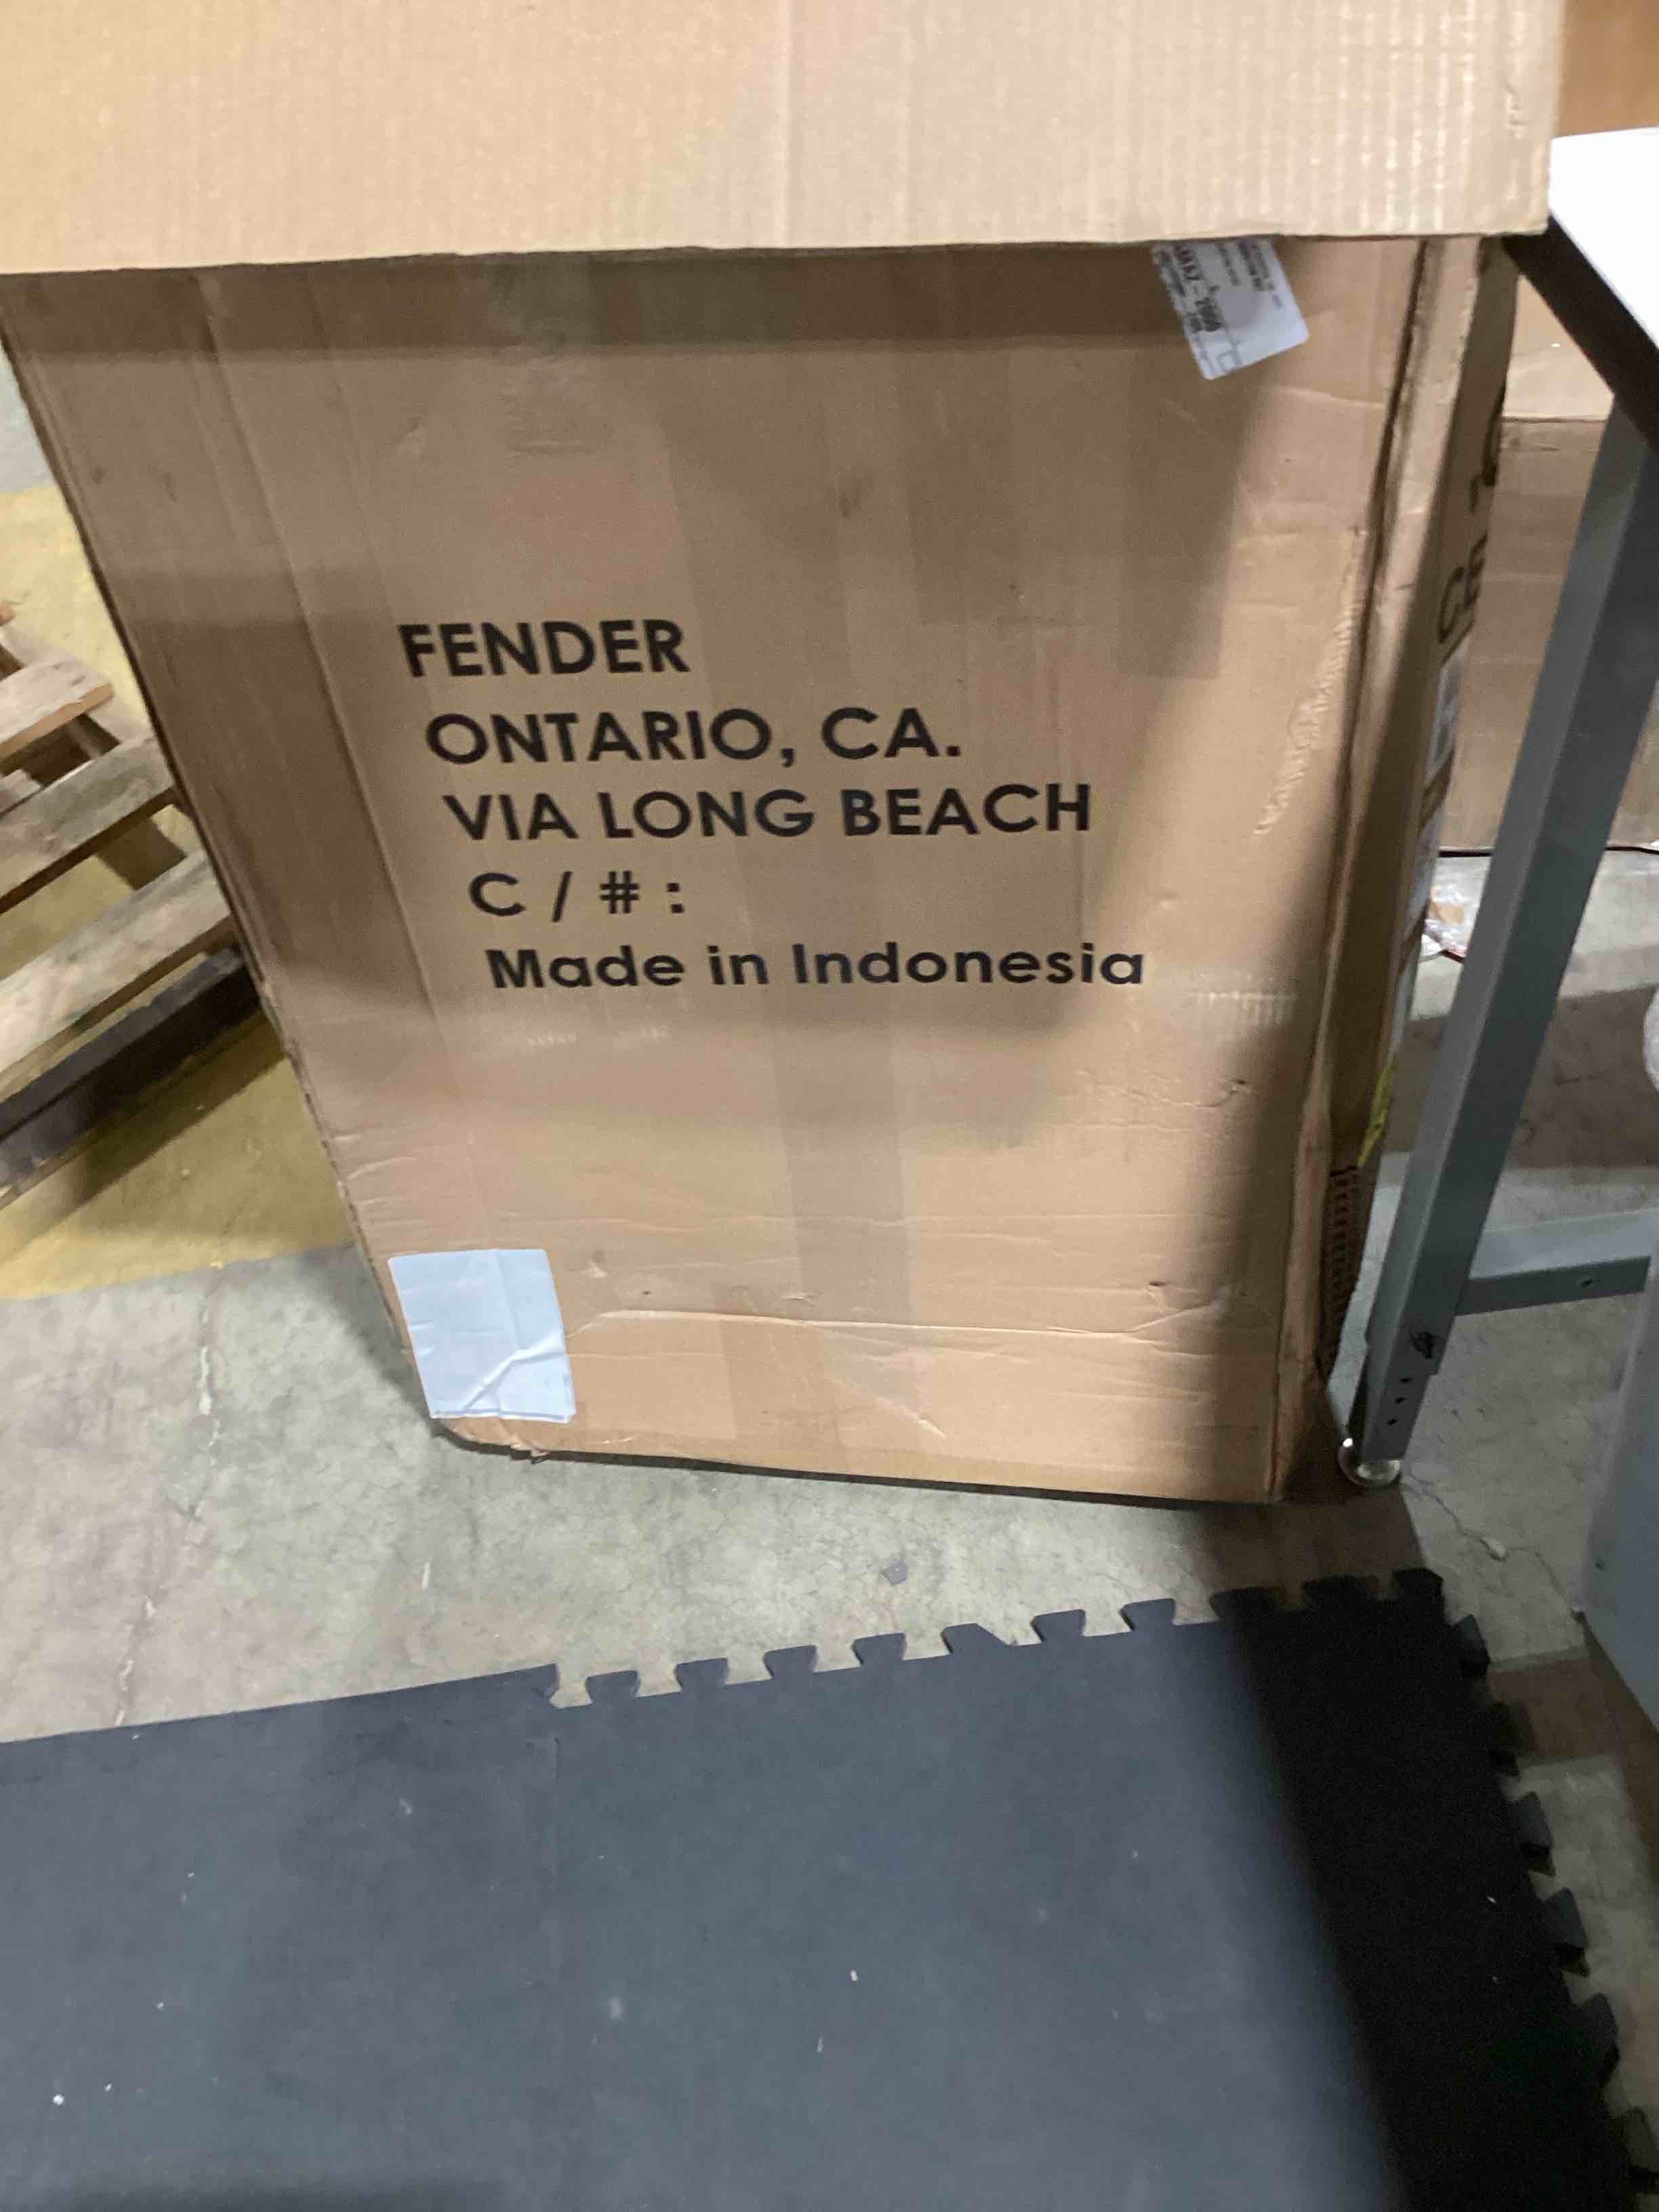 FENDER
ONTARIO, CA.
VIA LONG BEACH
C / # :
Made in Indonesia